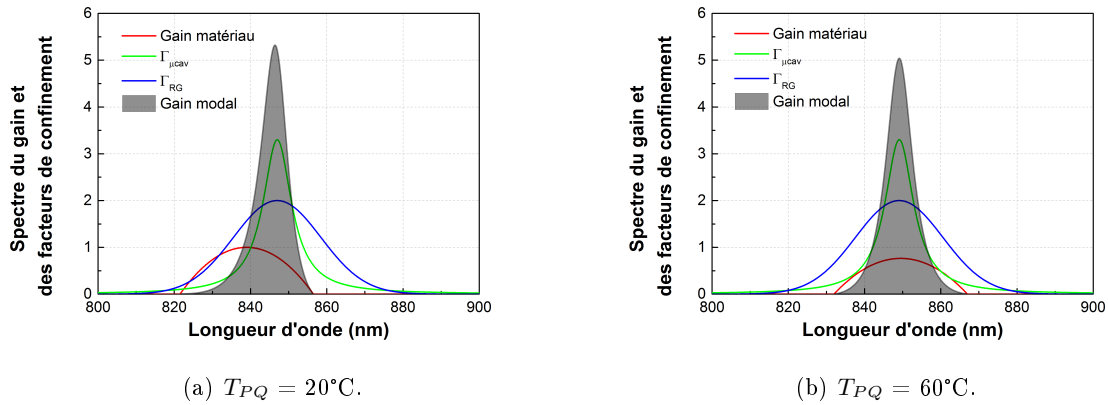 6
5
4
3
2
1
0
800
820
840
860
880
900
Spectre du gain et
des facteurs de confinement
Longueur d'onde (nm)
Gain matériau
Γμcav
ΓRG
Gain modal
(a) TPQ = 20°C.
6
5
4
3
2
1
0
800
820
840
860
880
900
Spectre du gain et
des facteurs de confinement
Longueur d'onde (nm)
Gain matériau
Γμcav
ΓRG
Gain modal
(b) TPQ = 60°C.